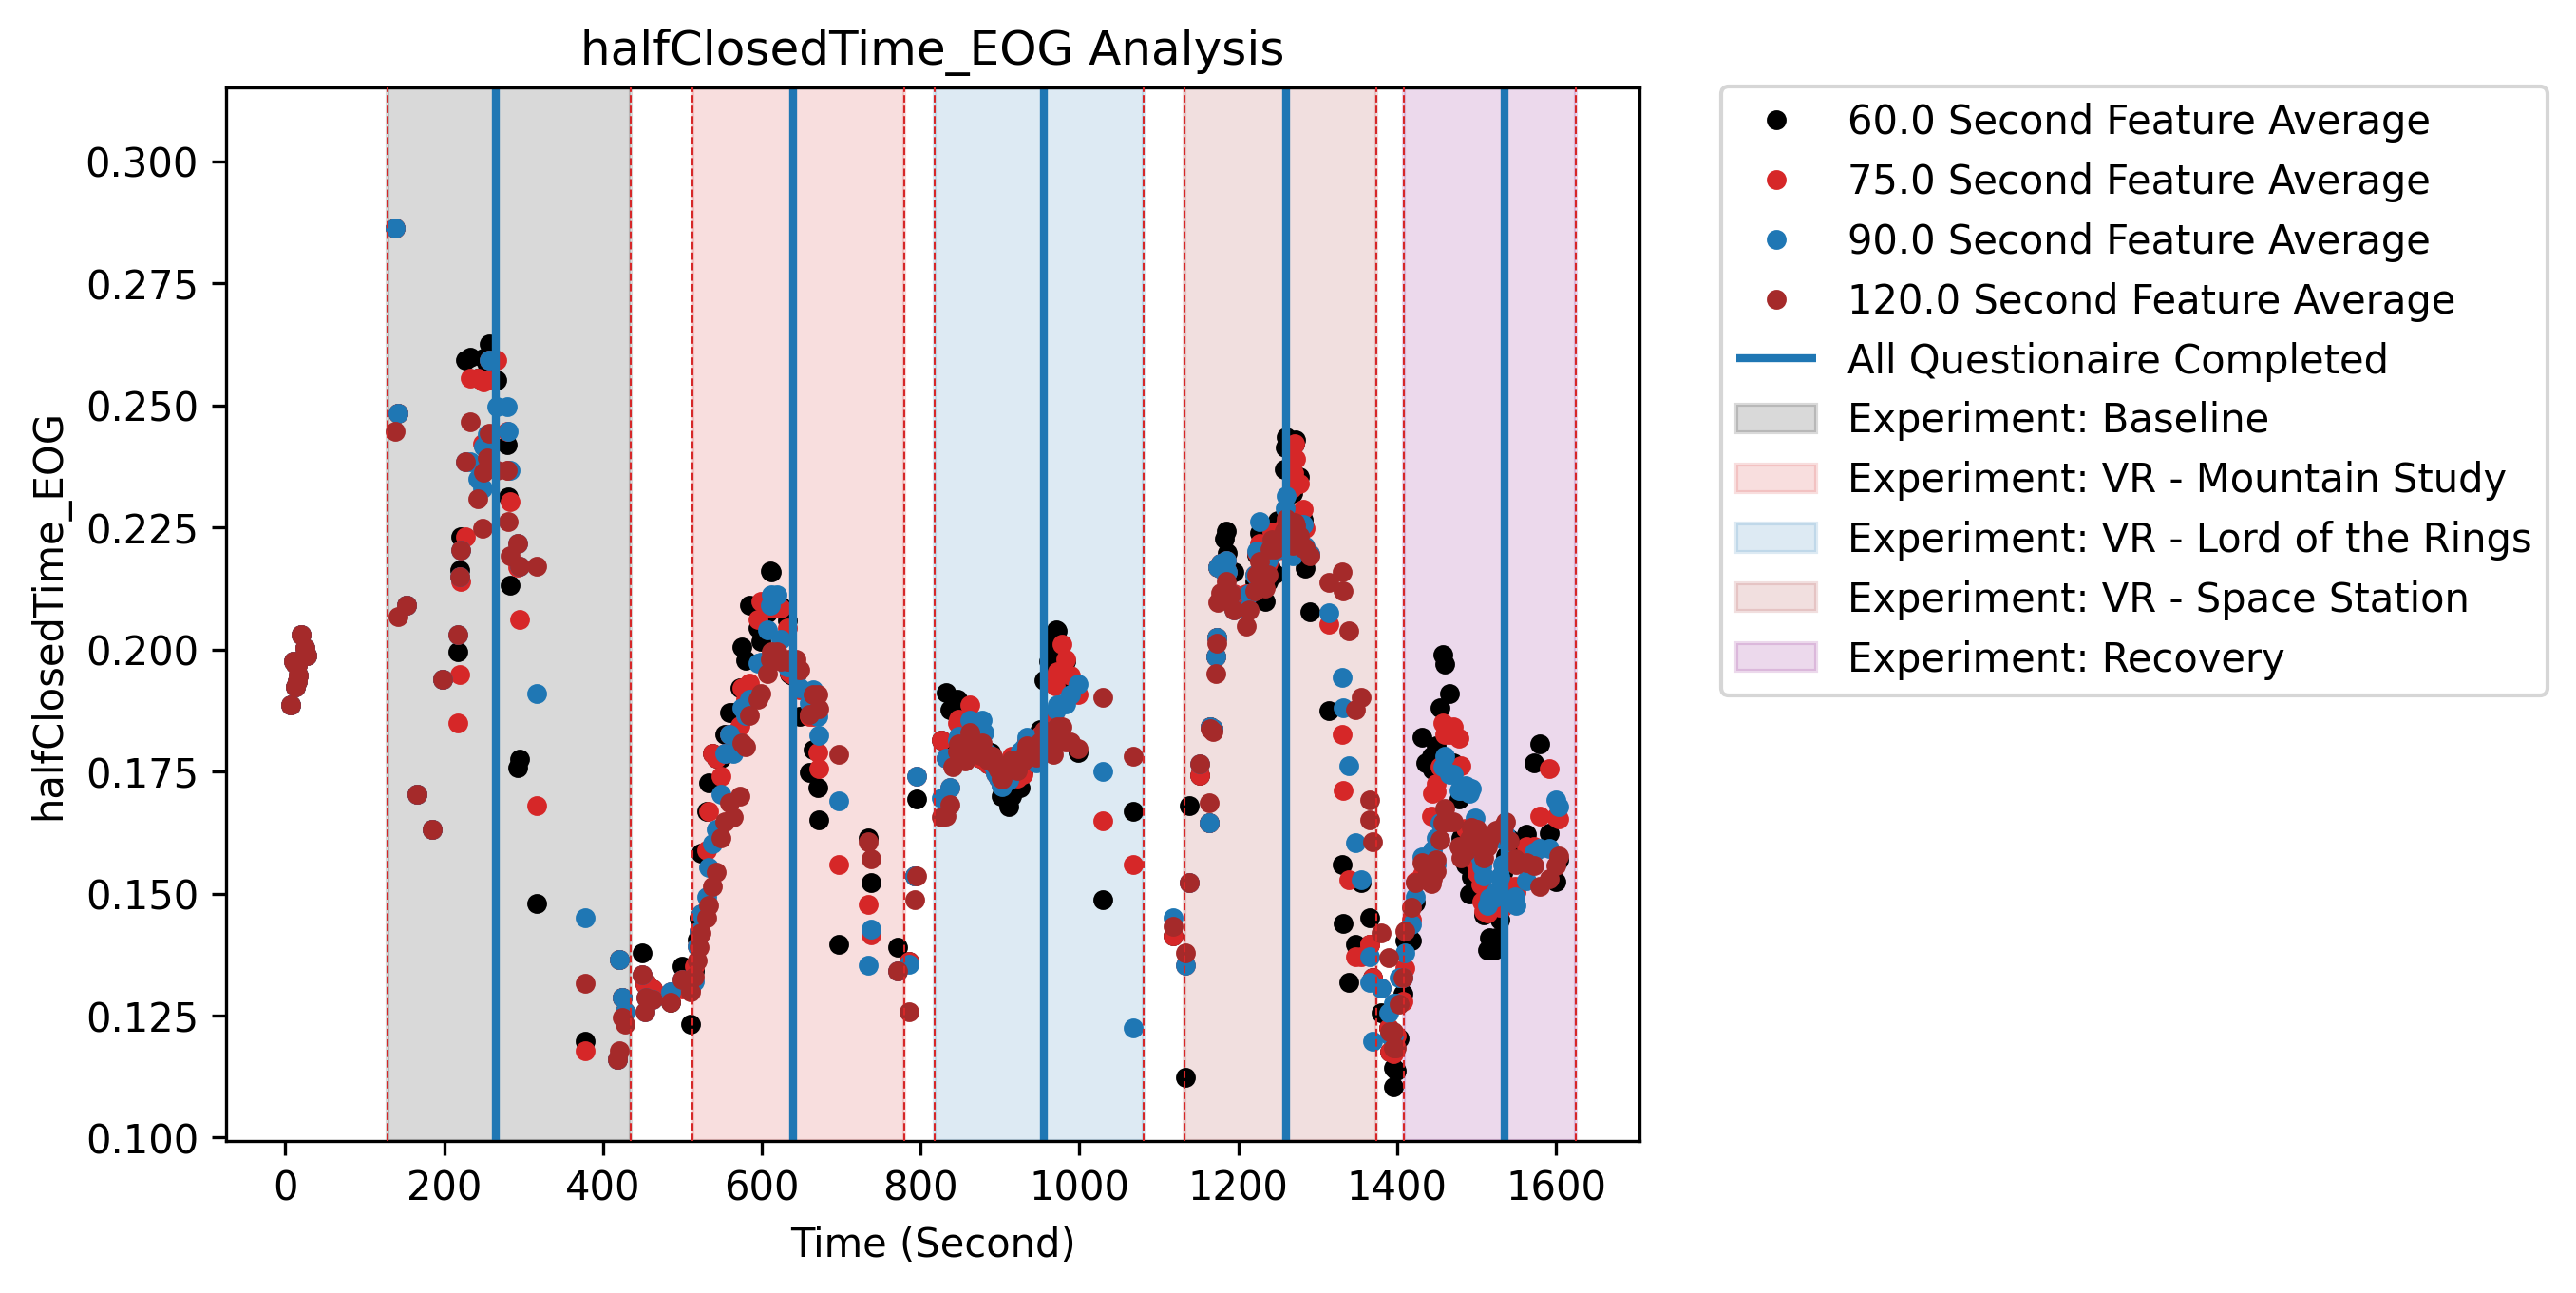 halfClosedTime_EOG Analysis
0.300
0.275
0.250
0.225
0.200
0.175
0.150
0.125
0.100
halfClosedTime_EOG
0 200 400 600 800 1000 1200 1400 1600
Time (Second)
60.0 Second Feature Average
75.0 Second Feature Average
90.0 Second Feature Average
120.0 Second Feature Average
All Questionaire Completed
Experiment: Baseline
Experiment: VR - Mountain Study
Experiment: VR - Lord of the Rings
Experiment: VR - Space Station
Experiment: Recovery